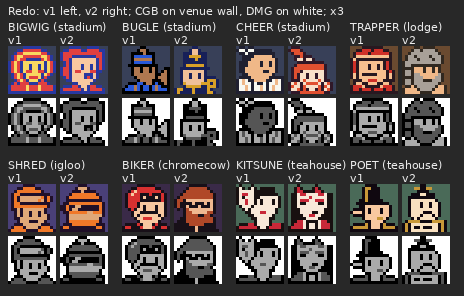 Redo: v1 left, v2 right; CGB on venue wall, DMG on white; x3
BIGWIG (stadium) BUGLE (stadium) CHEER (stadium) TRAPPER (lodge)
v1 v2 v1 v2 v1 v2 v1 v2
SHRED (igloo) BIKER (chromecow) KITSUNE (teahouse) POET (teahouse)
v1 v2 v1 v2 v1 v2 v1 v2